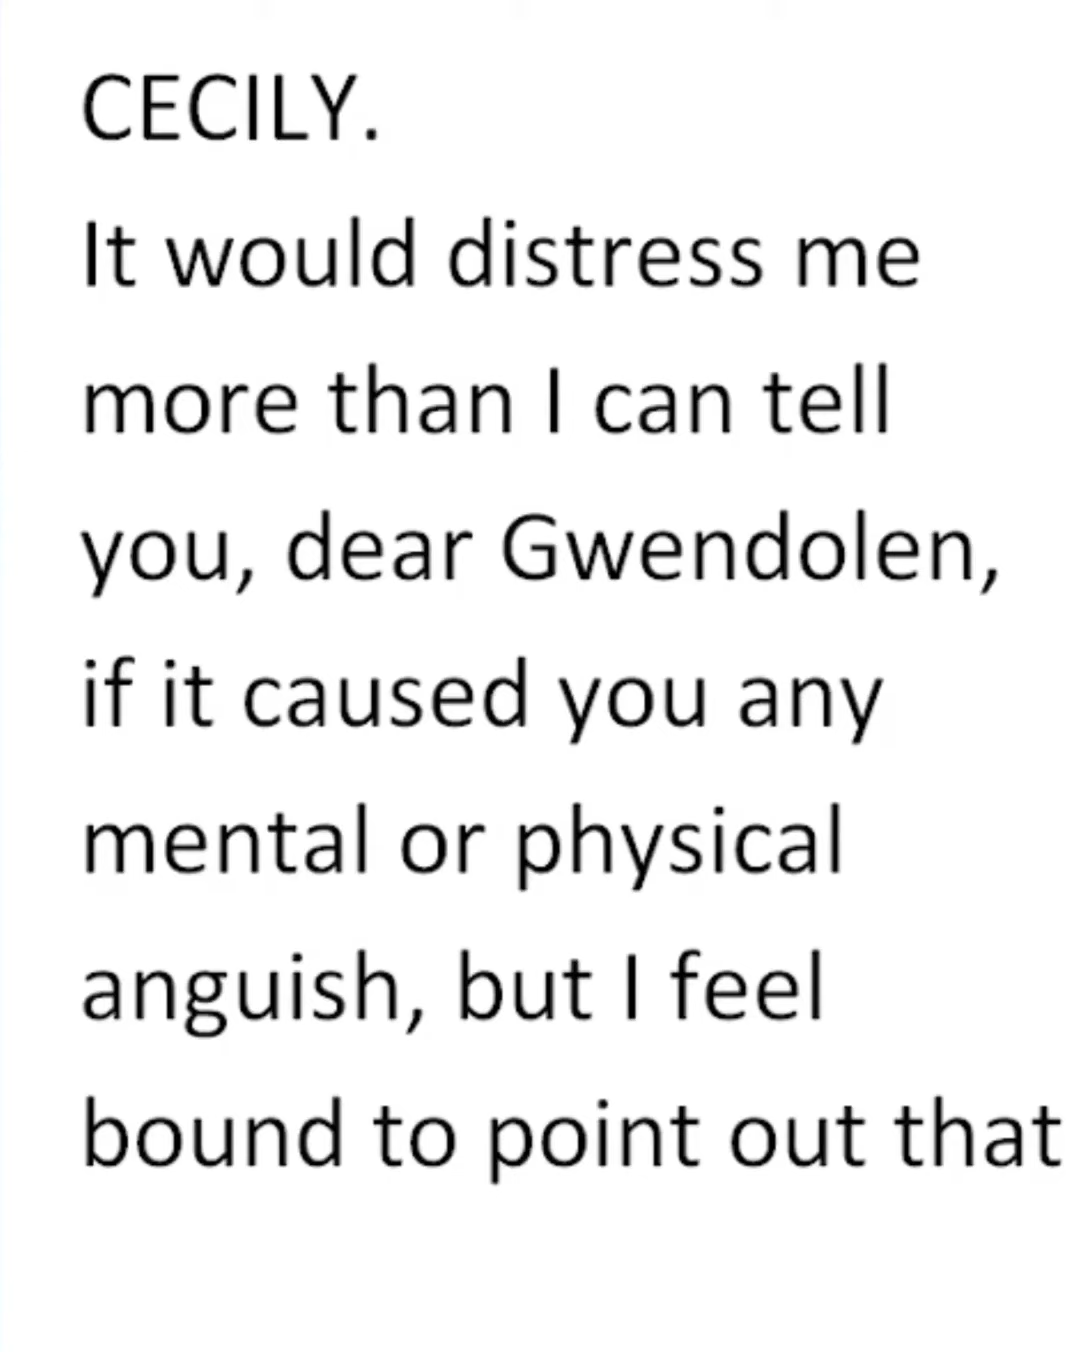 CECILY.
It would distress me
more than I can tell
you, dear Gwendolen,
if it caused you any
mental or physical
anguish, but I feel
bound to point out that